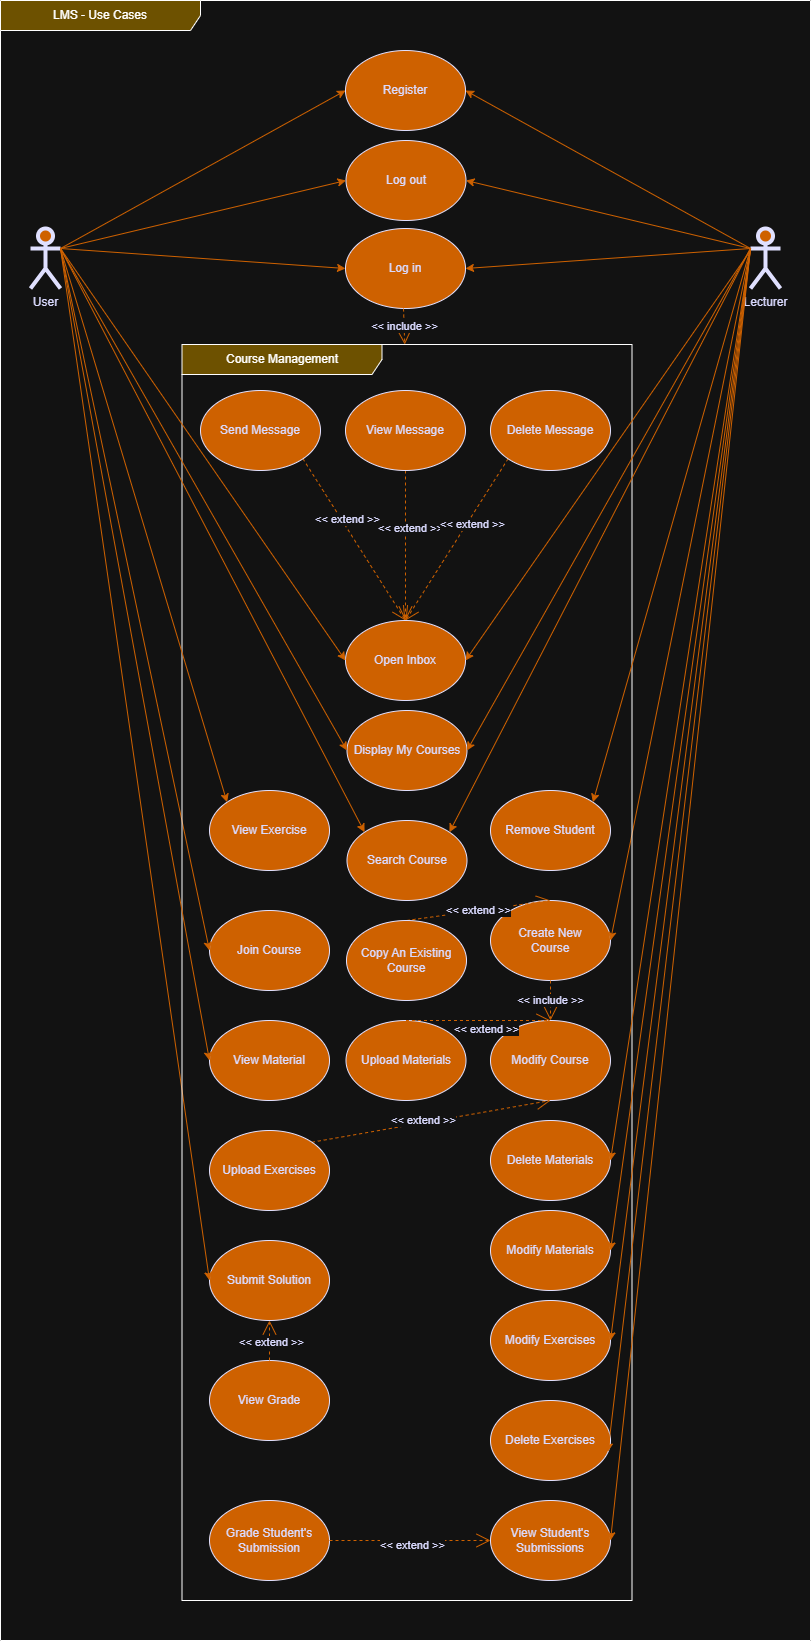 LMS - Use Cases
Register
Log out
Log in
User
Lecturer
<< include >>
Course Management
Send Message
View Message
Delete Message
<< extend >>
<< extend >>
<< extend >>
Open Inbox
Display My Courses
View Exercise
Remove Student
Search Course
<< extend >>
Create New
Course
Join Course
Copy An Existing
Course
<< include >>
<< extend >>
View Material
Upload Materials
Modify Course
<< extend >>
Upload Exercises
Delete Materials
Modify Materials
Submit Solution
<< extend >>
Modify Exercises
View Grade
Delete Exercises
Grade Student's
Submission
<< extend >>
View Student's
Submissions